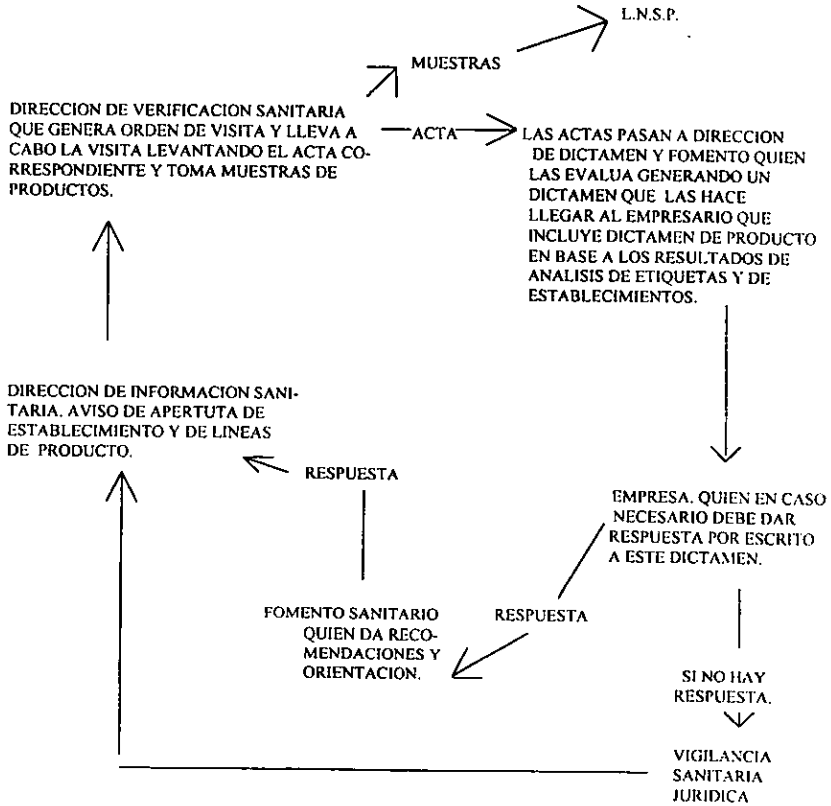 L.N.S.P.
MUESTRAS
DIRECCION DE VERIFICACION SANITARIA
QUE GENERA ORDEN DE VISITA Y LLEVA A
CABO LA VISITA LEVANTANDO EL ACTA CO-
RRESPONDIENTE Y TOMA MUESTRAS DE
PRODUCTOS.
ACTA
LAS ACTAS PASAN A DIRECCION
DE DICTAMEN Y FOMENTO QUIEN
LAS EVALUA GENERANDO UN
DICTAMEN QUE LAS HACE
LLEGAR AL EMPRESARIO QUE
INCLUYE DICTAMEN DE PRODUCTO
EN BASE A LOS RESULTADOS DE
ANALISIS DE ETIQUETAS Y DE
ESTABLECIMIENTOS.
DIRECCION DE INFORMACION SANI-
TARIA. AVISO DE APERTUTA DE
ESTABLECIMIENTO Y DE LINEAS
DE PRODUCTO.
RESPUESTA
EMPRESA. QUIEN EN CASO
NECESARIO DEBE DAR
RESPUESTA POR ESCRITO
A ESTE DICTAMEN.
FOMENTO SANITARIO
QUIEN DA RECO-
MENDACIONES Y
ORIENTACION.
RESPUESTA
SI NO HAY
RESPUESTA.
VIGILANCIA
SANITARIA
JURIDICA